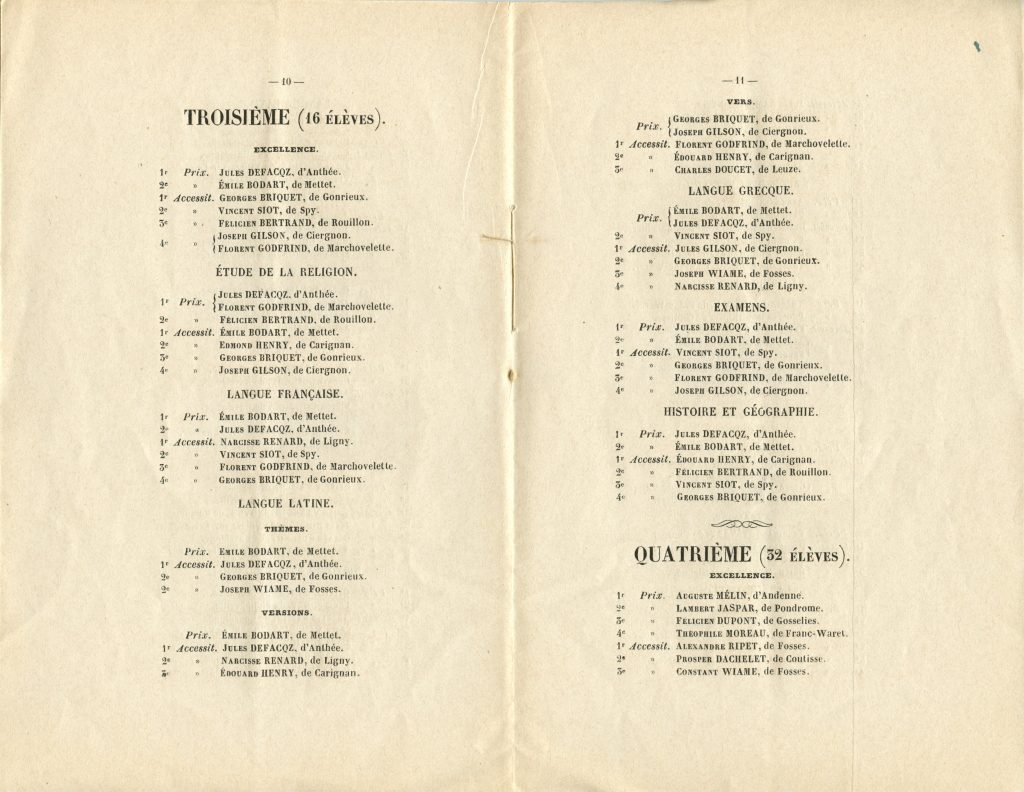 — 10 —
TROISIÈME (16 ÉLÈVES).
EXCELLENCE.
1r Prix. JULES DEFACQZ, d'Anthée.
2e » ÉMILE BODART, de Mettet.
1r Accessit. GEORGES BRIQUET, de Gonrieux.
2e » VINCENT SIOT, de Spy.
3e » FÉLICIEN BERTRAND, de Rouillon.
4e » { JOSEPH GILSON, de Ciergnon.
FLORENT GODFRIND, de Marchovelette.
ÉTUDE DE LA RELIGION.
1r Prix. { JULES DEFACQZ, d'Anthée.
FLORENT GODFRIND, de Marchovelette.
2e » FÉLICIEN BERTRAND, de Rouillon.
1r Accessit. ÉMILE BODART, de Mettet.
2e » EDMOND HENRY, de Carignan.
3e » GEORGES BRIQUET, de Gonrieux.
4e » JOSEPH GILSON, de Ciergnon.
LANGUE FRANÇAISE.
1r Prix. ÉMILE BODART, de Mettet.
2e » JULES DEFACQZ, d'Anthée.
1r Accessit. NARCISSE RENARD, de Ligny.
2e » VINCENT SIOT, de Spy.
3e » FLORENT GODFRIND, de Marchovelette.
4e » GEORGES BRIQUET, de Gonrieux.
LANGUE LATINE.
THÈMES.
Prix. EMILE BODART, de Mettet.
1r Accessit. JULES DEFACQZ, d'Anthée.
2e » GEORGES BRIQUET, de Gonrieux.
2e » JOSEPH WIAME, de Fosses.
VERSIONS.
Prix. ÉMILE BODART, de Mettet.
1r Accessit. JULES DEFACQZ, d'Anthée.
2e » NARCISSE RENARD, de Ligny.
3e » ÉDOUARD HENRY, de Carignan.
— 11 —
VERS.
Prix. { GEORGES BRIQUET, de Gonrieux.
JOSEPH GILSON, de Ciergnon.
1r Accessit. FLORENT GODFRIND, de Marchovelette.
2e » ÉDOUARD HENRY, de Carignan.
3e » CHARLES DOUCET, de Leuze.
LANGUE GRECQUE.
Prix. { ÉMILE BODART, de Mettet.
JULES DEFACQZ, d'Anthée.
2e » VINCENT SIOT, de Spy.
1r Accessit. JULES GILSON, de Ciergnon.
2e » GEORGES BRIQUET, de Gonrieux.
3e » JOSEPH WIAME, de Fosses.
4e » NARCISSE RENARD, de Ligny.
EXAMENS.
1r Prix. JULES DEFACQZ, d'Anthée.
2e » ÉMILE BODART, de Mettet.
1r Accessit. VINCENT SIOT, de Spy.
2e » GEORGES BRIQUET, de Gonrieux.
3e » FLORENT GODFRIND, de Marchovelette.
4e » JOSEPH GILSON, de Ciergnon.
HISTOIRE ET GÉOGRAPHIE.
1r Prix. JULES DEFACQZ, d'Anthée.
2e » ÉMILE BODART, de Mettet.
1r Accessit. ÉDOUARD HENRY, de Carignan.
2e » FÉLICIEN BERTRAND, de Rouillon.
3e » VINCENT SIOT, de Spy.
4e » GEORGES BRIQUET, de Gonrieux.
QUATRIÈME (32 ÉLÈVES).
EXCELLENCE.
1r Prix. AUGUSTE MÉLIN, d'Andenne.
2e » LAMBERT JASPAR, de Pondrome.
3e » FÉLICIEN DUPONT, de Gosselies.
4e » THÉOPHILE MOREAU, de Franc-Waret.
1r Accessit. ALEXANDRE RIPET, de Fosses.
2e » PROSPER DACHELET, de Coutisse.
3e » CONSTANT WIAME, de Fosses.